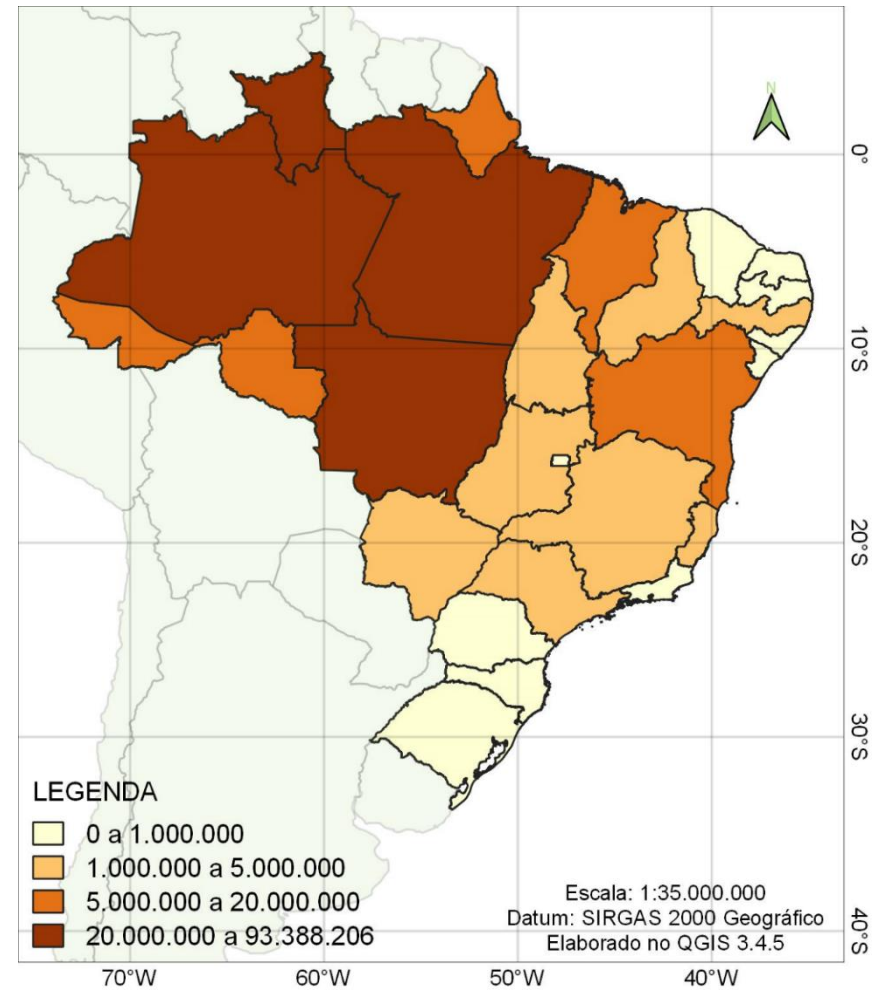 N
0°
10°S
20°S
30°S
40°S
LEGENDA
0 a 1.000.000
1.000.000 a 5.000.000
5.000.000 a 20.000.000
20.000.000 a 93.388.206
Escala: 1:35.000.000
Datum: SIRGAS 2000 Geográfico
Elaborado no QGIS 3.4.5
70°W 60°W 50°W 40°W